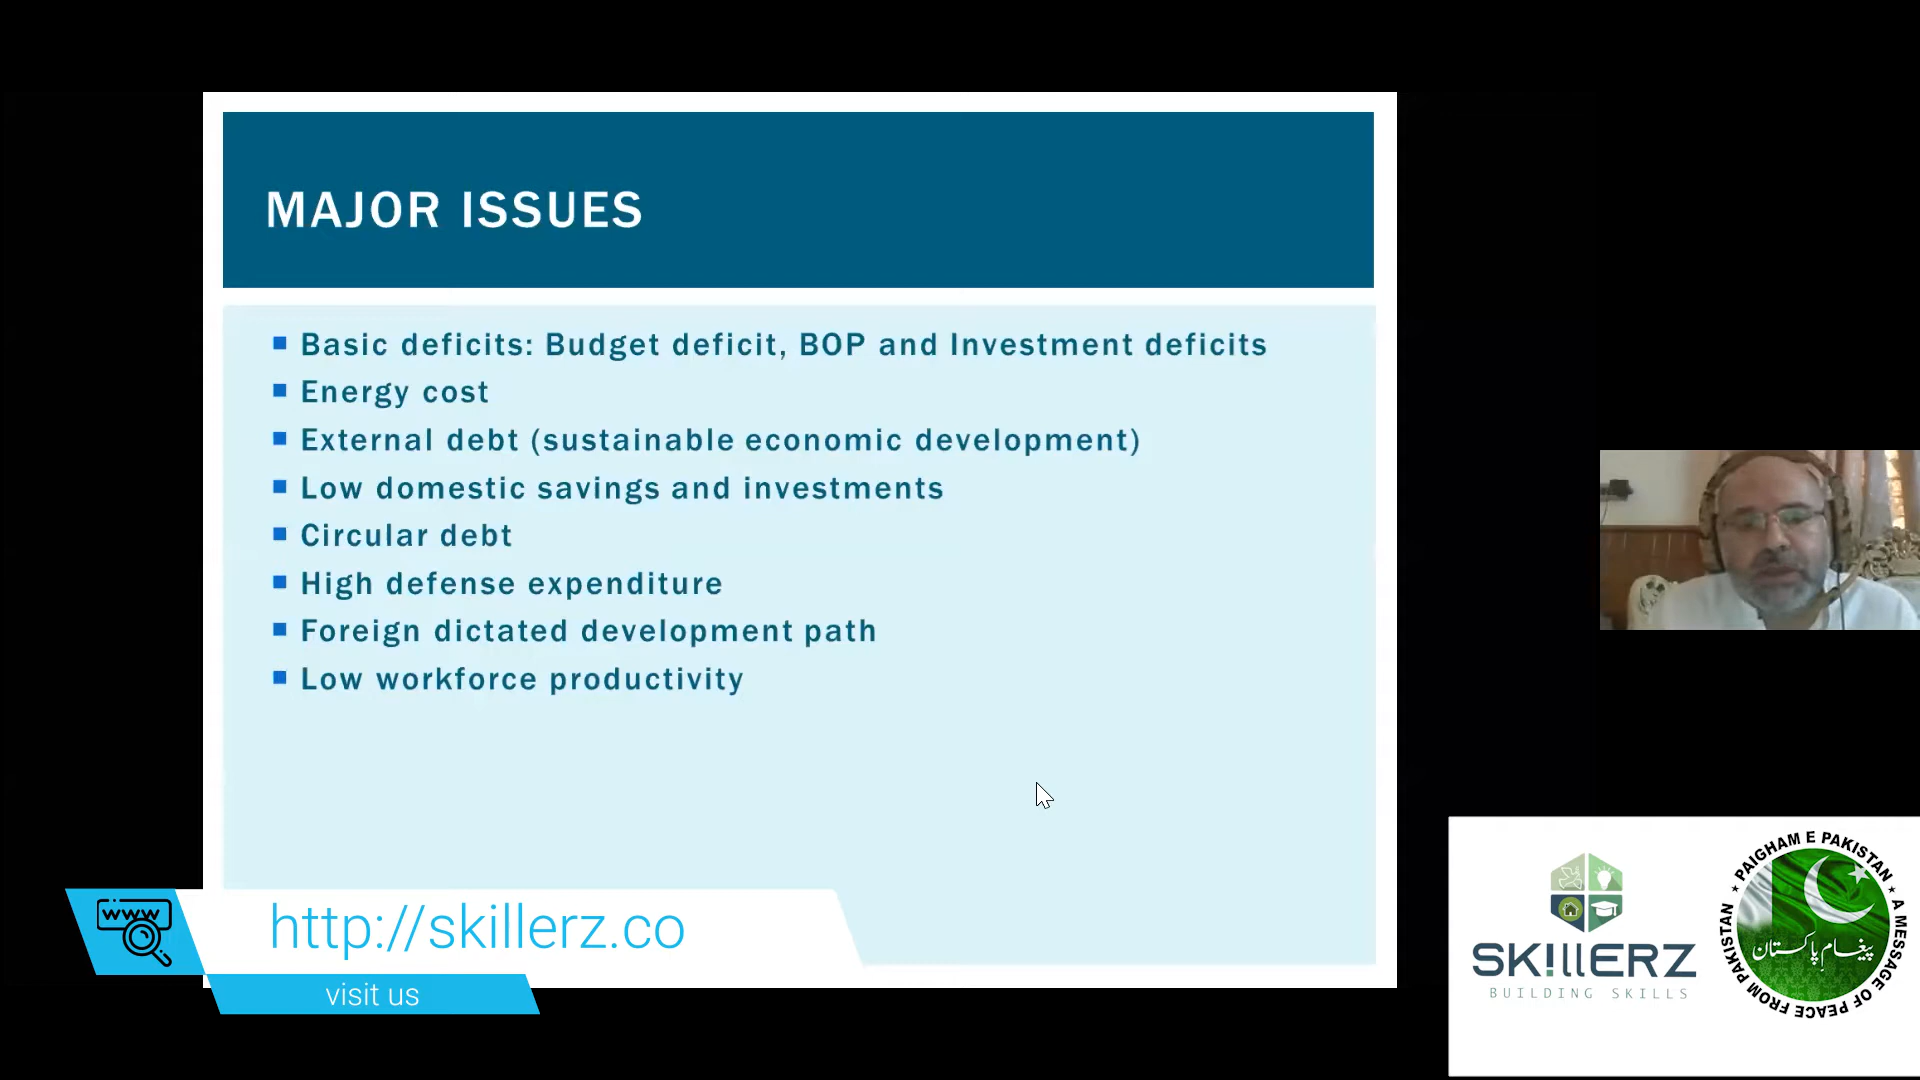 MAJOR ISSUES
Basic deficits: Budget deficit, BOP and Investment deficits
Energy cost
External debt (sustainable economic development)
Low domestic savings and investments
Circular debt
High defense expenditure
Foreign dictated development path
Low workforce productivity
www
http://skillerz.co
visit us
SK!llERZ
BUILDING SKILLS
★ PAIGHAM E PAKISTAN ★ A MESSAGE OF PEACE FROM PAKISTAN
پیغامِ پاکستان